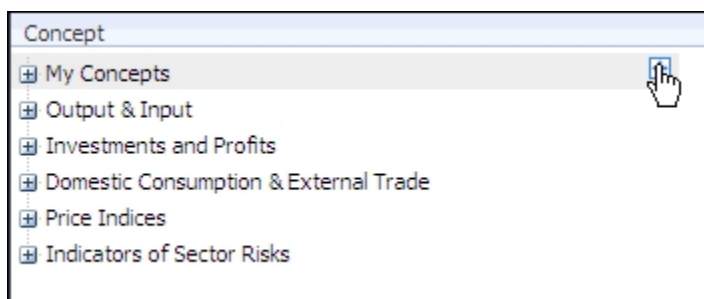 Concept
My Concepts
Output & Input
Investments and Profits
Domestic Consumption & External Trade
Price Indices
Indicators of Sector Risks